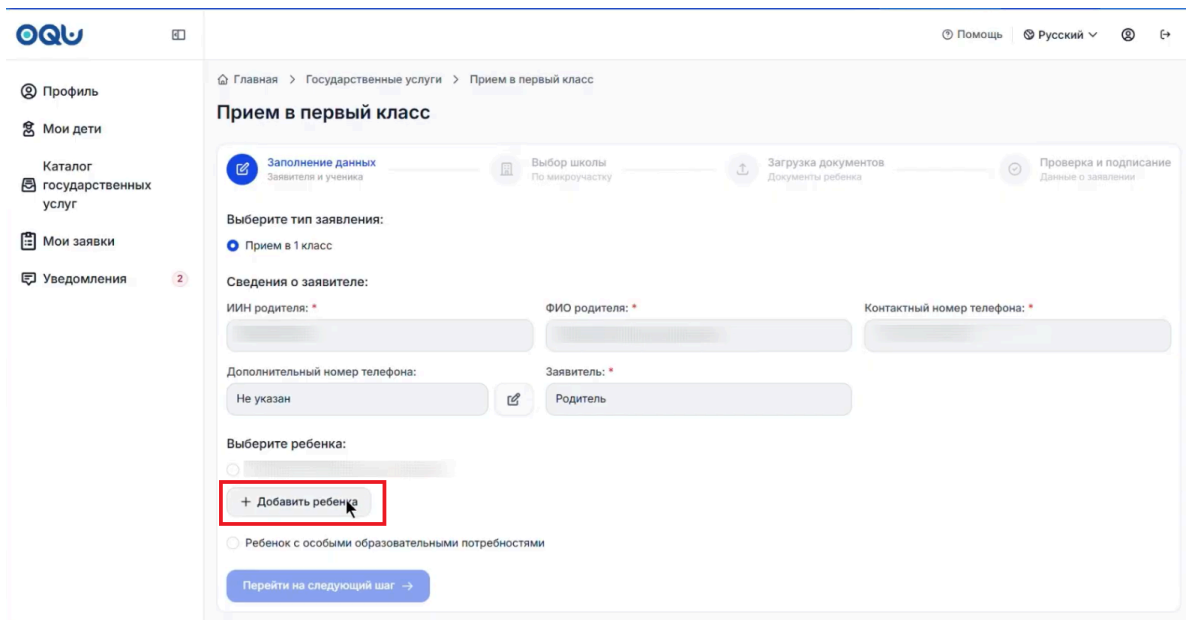 OQU
Помощь
Русский
Профиль
Мои дети
Каталог
государственных
услуг
Мои заявки
Уведомления 2
Главная > Государственные услуги > Прием в первый класс
Прием в первый класс
Заполнение данных
Заявителя и ученика
Выбор школы
По микроучастку
Загрузка документов
Документы ребенка
Проверка и подписание
Данные о заявлении
Выберите тип заявления:
Прием в 1 класс
Сведения о заявителе:
ИИН родителя: *
ФИО родителя: *
Контактный номер телефона: *
Дополнительный номер телефона:
Заявитель: *
Не указан
Родитель
Выберите ребенка:
+ Добавить ребенка
Ребенок с особыми образовательными потребностями
Перейти на следующий шаг →